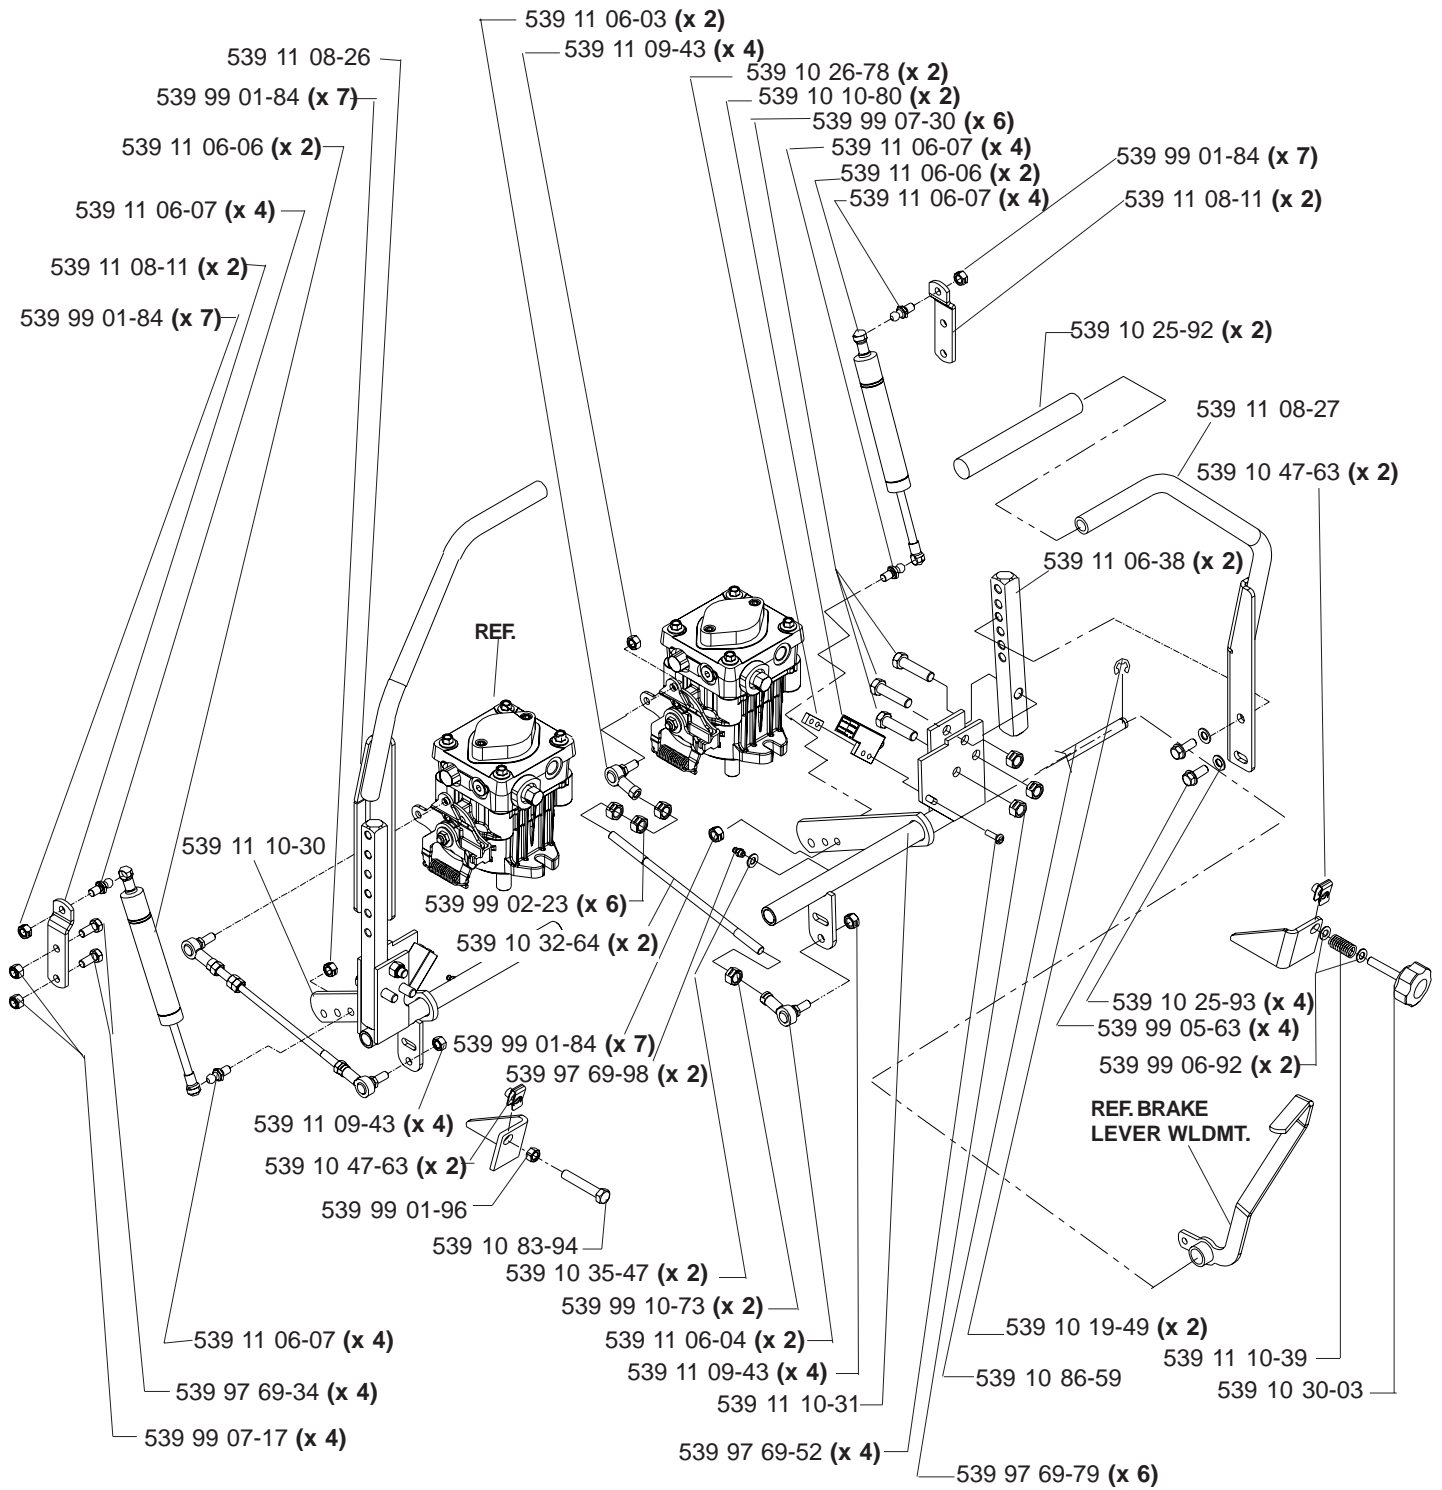 539 11 06-03 (x 2)
539 11 09-43 (x 4)
539 11 08-26
539 10 26-78 (x 2)
539 99 01-84 (x 7)
539 10 10-80 (x 2)
539 99 07-30 (x 6)
539 11 06-06 (x 2)
539 11 06-07 (x 4)
539 99 01-84 (x 7)
539 11 06-06 (x 2)
539 11 06-07 (x 4)
539 11 08-11 (x 2)
539 11 06-07 (x 4)
539 11 08-11 (x 2)
539 99 01-84 (x 7)
539 10 25-92 (x 2)
539 11 08-27
539 10 47-63 (x 2)
539 11 06-38 (x 2)
REF.
539 11 10-30
539 99 02-23 (x 6)
539 10 32-64 (x 2)
539 10 25-93 (x 4)
539 99 05-63 (x 4)
539 99 01-84 (x 7)
539 99 06-92 (x 2)
539 97 69-98 (x 2)
REF. BRAKE
LEVER WLDMT.
539 11 09-43 (x 4)
539 10 47-63 (x 2)
539 99 01-96
539 10 83-94
539 10 35-47 (x 2)
539 99 10-73 (x 2)
539 11 06-07 (x 4)
539 11 06-04 (x 2)
539 10 19-49 (x 2)
539 11 10-39
539 11 09-43 (x 4)
539 10 86-59
539 97 69-34 (x 4)
539 10 30-03
539 11 10-31
539 99 07-17 (x 4)
539 97 69-52 (x 4)
539 97 69-79 (x 6)